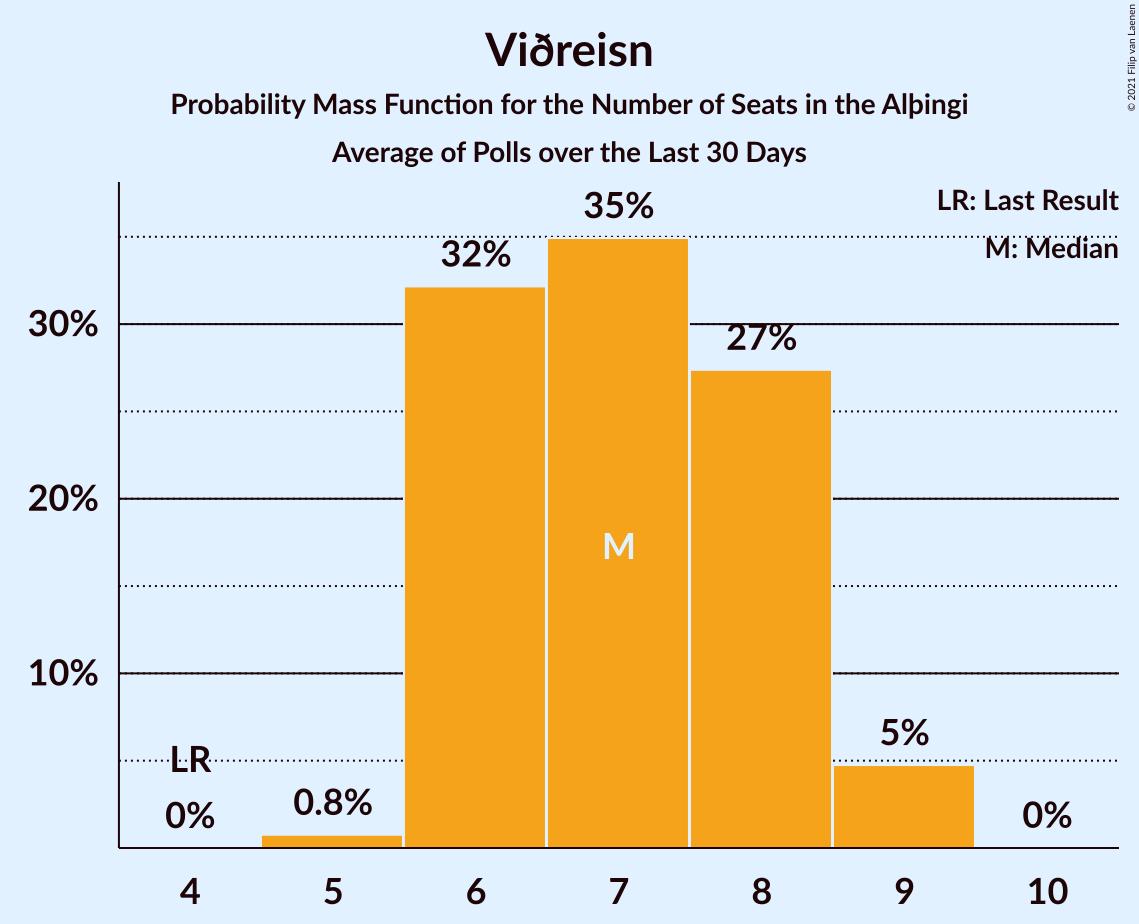 Viðreisn
Probability Mass Function for the Number of Seats in the Alþingi
Average of Polls over the Last 30 Days
© 2021 Filip van Laenen
LR: Last Result
M: Median
35%
32%
27%
30%
20%
10%
M
LR
0%
0.8%
5%
0%
4 5 6 7 8 9 10